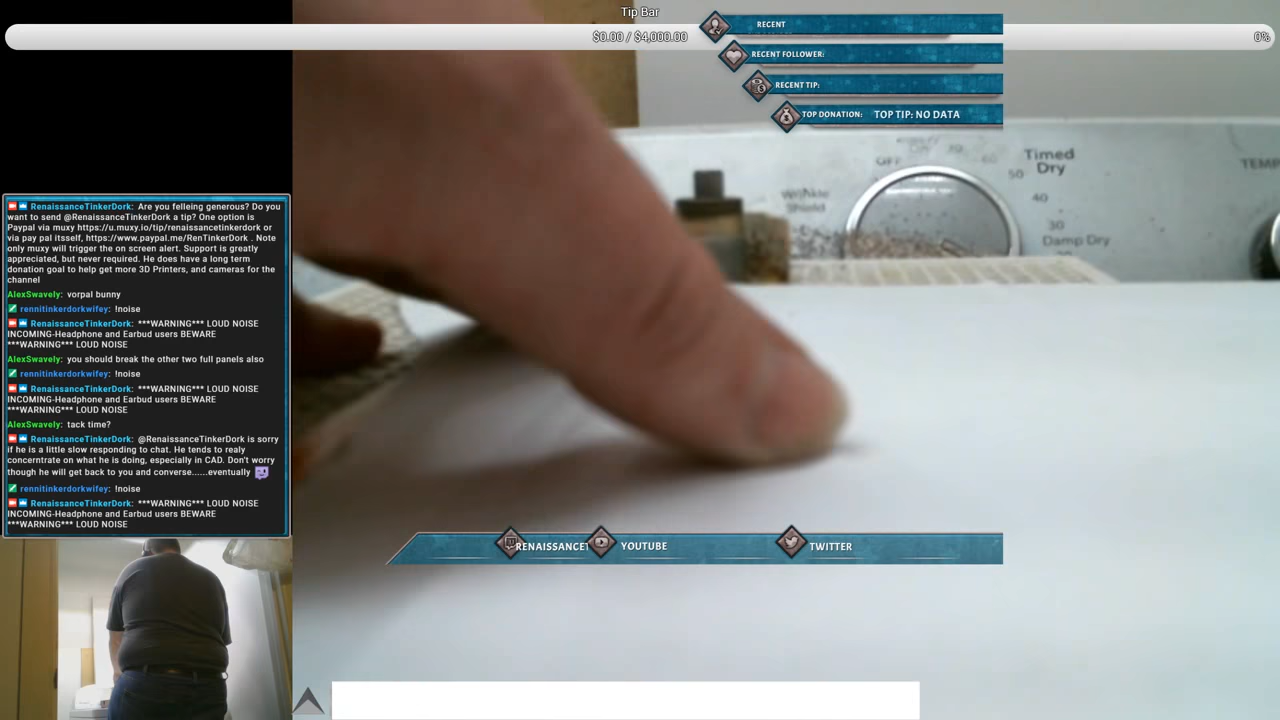 Tip Bar
$0.00 / $4,000.00
0%
RECENT
RECENT FOLLOWER:
RECENT TIP:
TOP DONATION: TOP TIP: NO DATA
OFF
50
40
30
Timed
Dry
Damp Dry
TEMP
Wrinkle
Shield
RenaissanceTinkerDork: Are you felleing generous? Do you
want to send @RenaissanceTinkerDork a tip? One option is
Paypal via muxy https://u.muxy.io/tip/renaissancetinkerdork or
via pay pal itsself, https://www.paypal.me/RenTinkerDork . Note
only muxy will trigger the on screen alert. Support is greatly
appreciated, but never required. He does have a long term
donation goal to help get more 3D Printers, and cameras for the
channel
AlexSwavely: vorpal bunny
rennitinkerdorkwifey: !noise
RenaissanceTinkerDork: ***WARNING*** LOUD NOISE
INCOMING-Headphone and Earbud users BEWARE
***WARNING*** LOUD NOISE
AlexSwavely: you should break the other two full panels also
rennitinkerdorkwifey: !noise
RenaissanceTinkerDork: ***WARNING*** LOUD NOISE
INCOMING-Headphone and Earbud users BEWARE
***WARNING*** LOUD NOISE
AlexSwavely: tack time?
RenaissanceTinkerDork: @RenaissanceTinkerDork is sorry
if he is a little slow responding to chat. He tends to realy
concerntrate on what he is doing, especially in CAD. Don't worry
though he will get back to you and converse......eventually
rennitinkerdorkwifey: !noise
RenaissanceTinkerDork: ***WARNING*** LOUD NOISE
INCOMING-Headphone and Earbud users BEWARE
***WARNING*** LOUD NOISE
RENAISSANCET
YOUTUBE
TWITTER